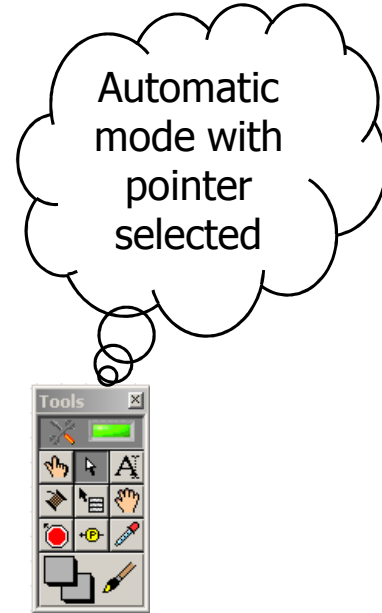 Automatic
mode with
pointer
selected
Tools
A
P